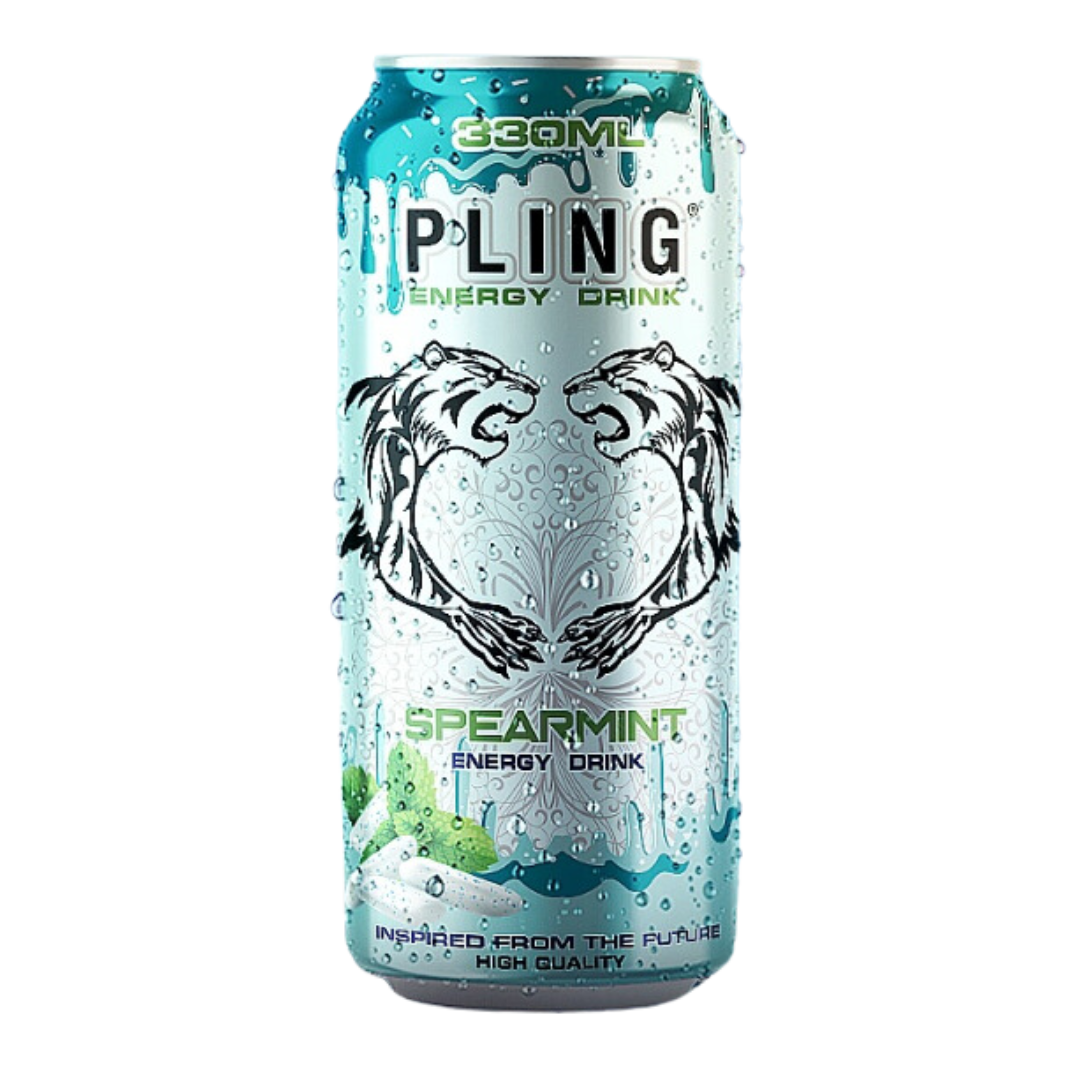 330ML
PLING®
ENERGY DRINK
SPEARMINT
ENERGY DRINK
INSPIRED FROM THE FUTURE
HIGH QUALITY